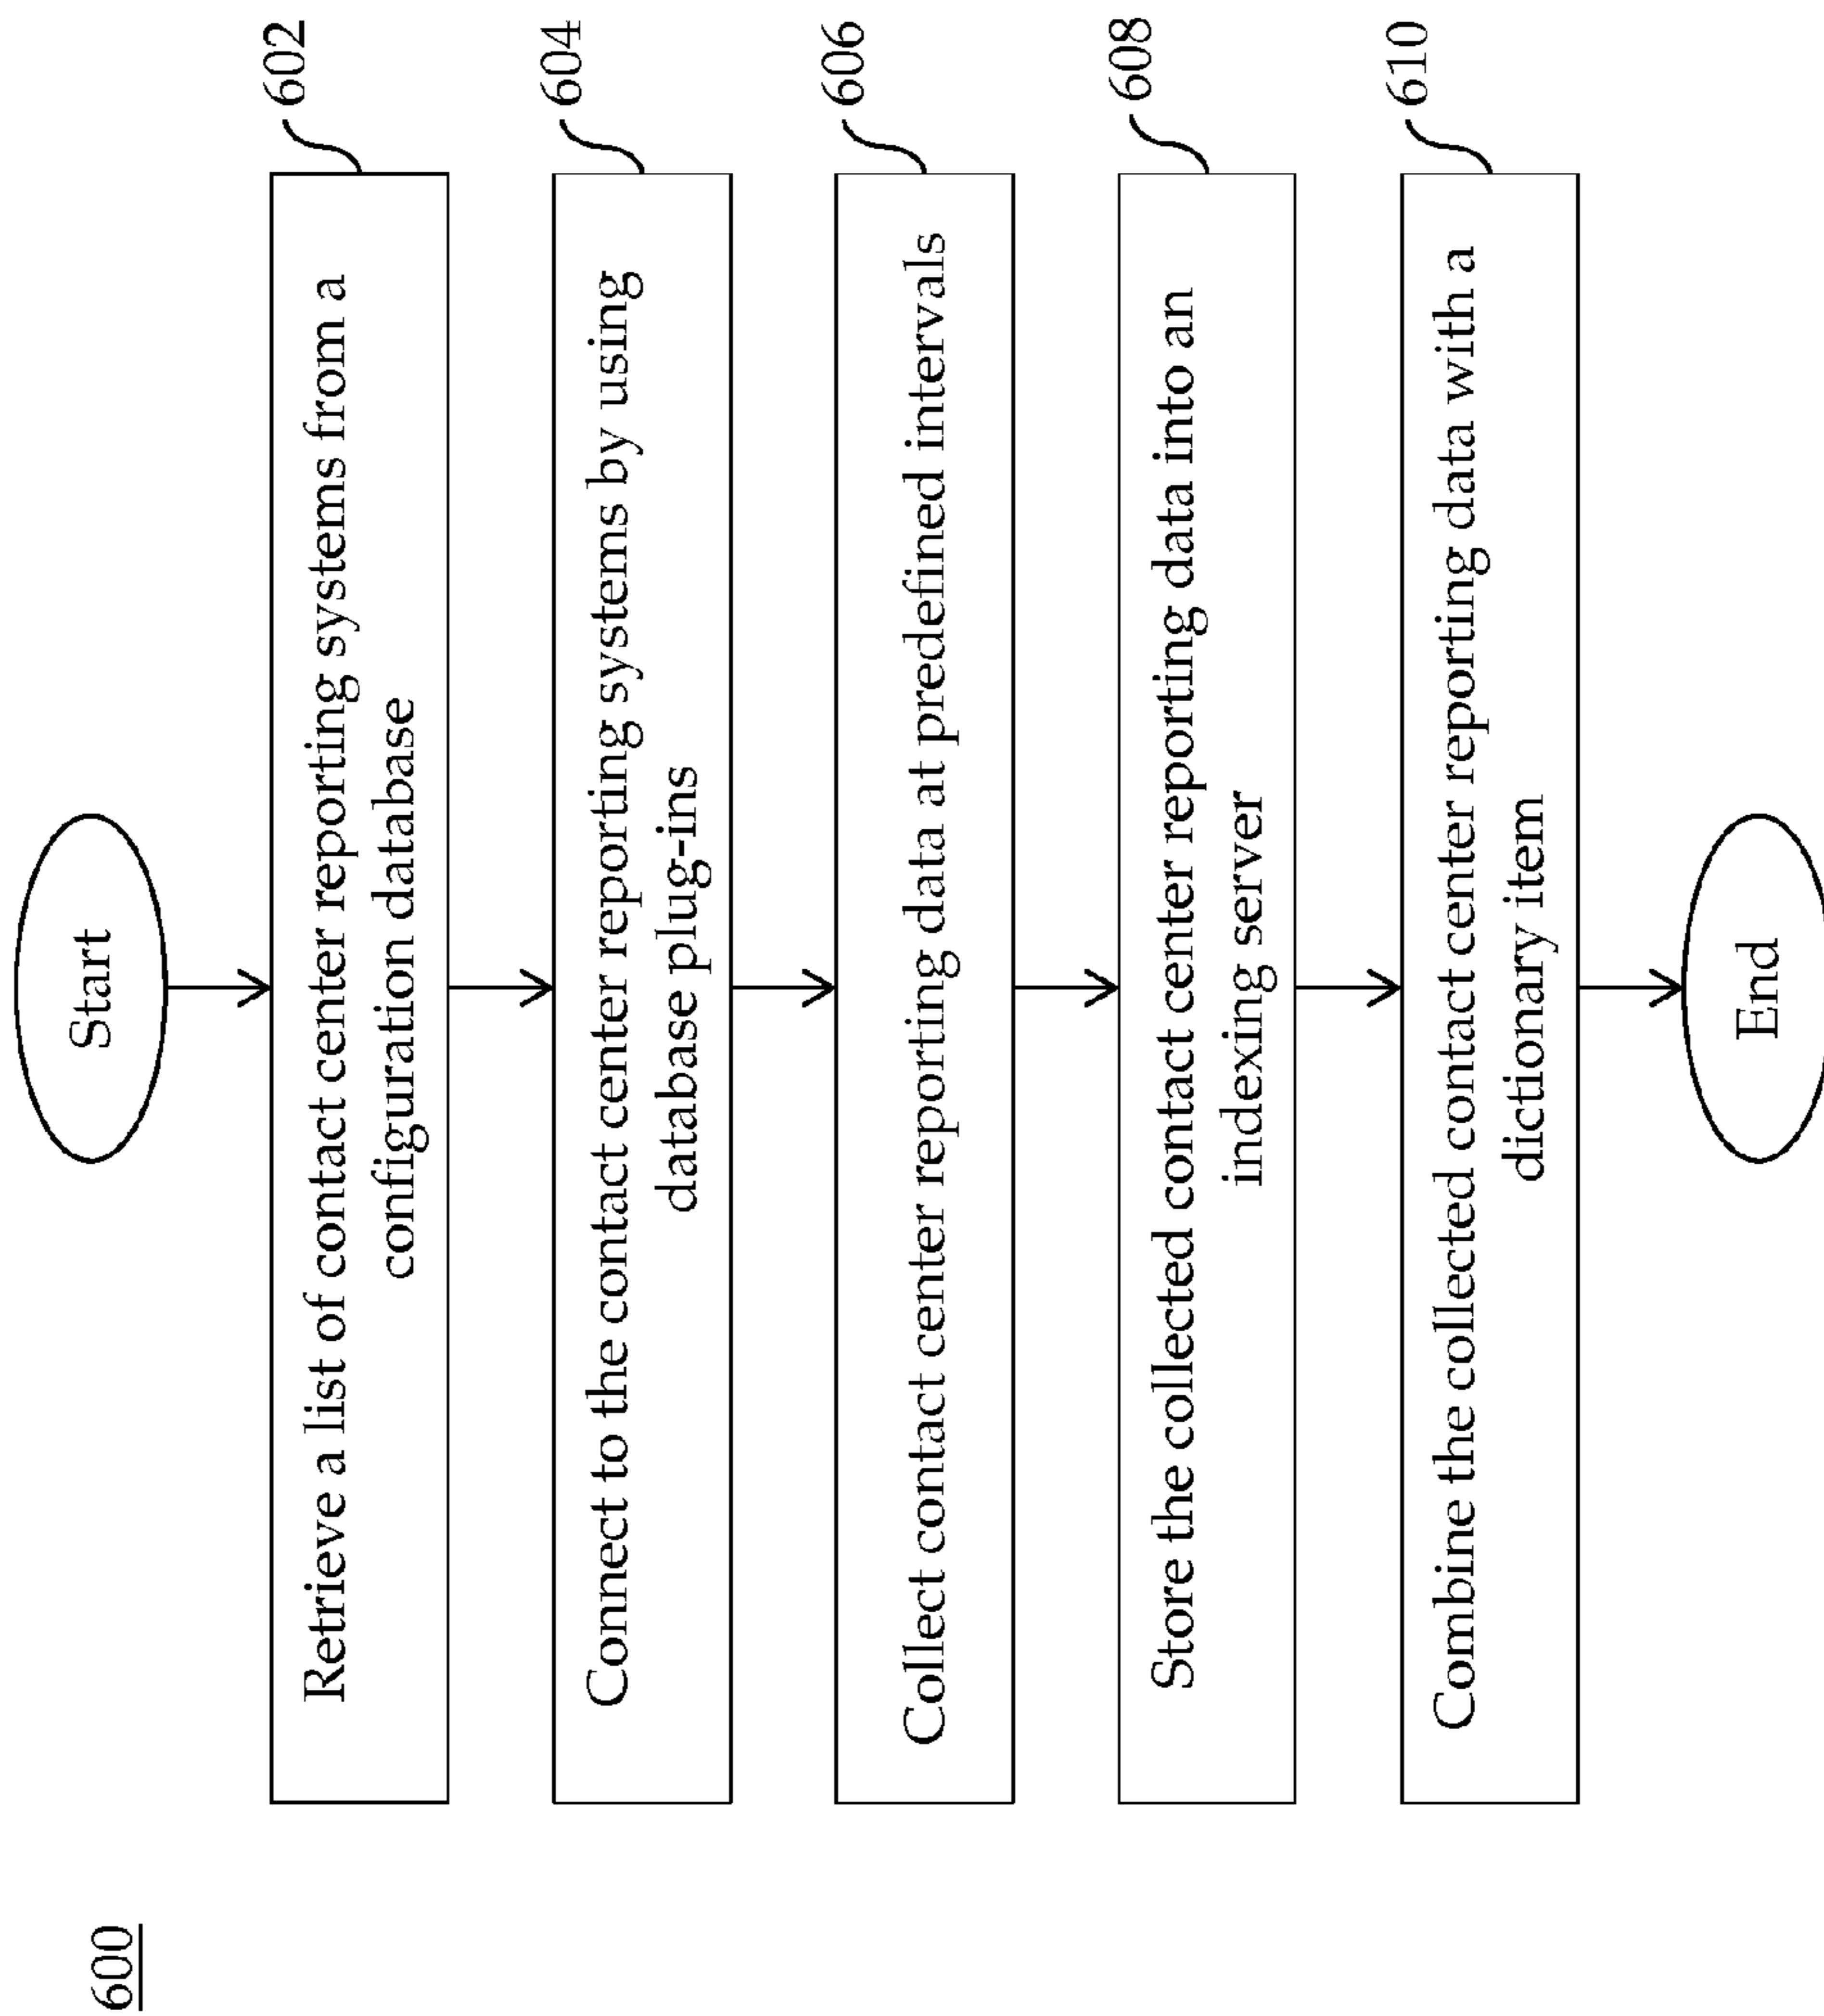 600
Start
Retrieve a list of contact center reporting systems from a
configuration database
602
Connect to the contact center reporting systems by using
database plug-ins
604
Collect contact center reporting data at predefined intervals
606
Store the collected contact center reporting data into an
indexing server
608
Combine the collected contact center reporting data with a
dictionary item
610
End